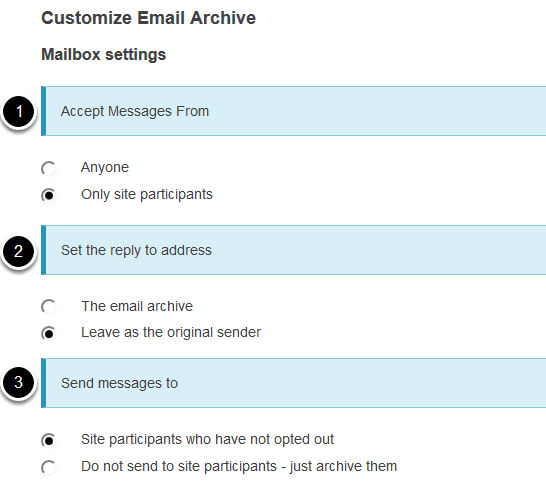 Customize Email Archive
Mailbox settings
1 Accept Messages From
Anyone
Only site participants
2 Set the reply to address
The email archive
Leave as the original sender
3 Send messages to
Site participants who have not opted out
Do not send to site participants - just archive them